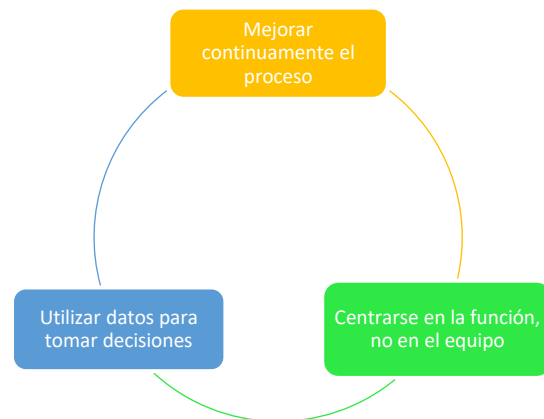 Mejorar
continuamente el
proceso
Utilizar datos para
tomar decisiones
Centrarse en la función,
no en el equipo